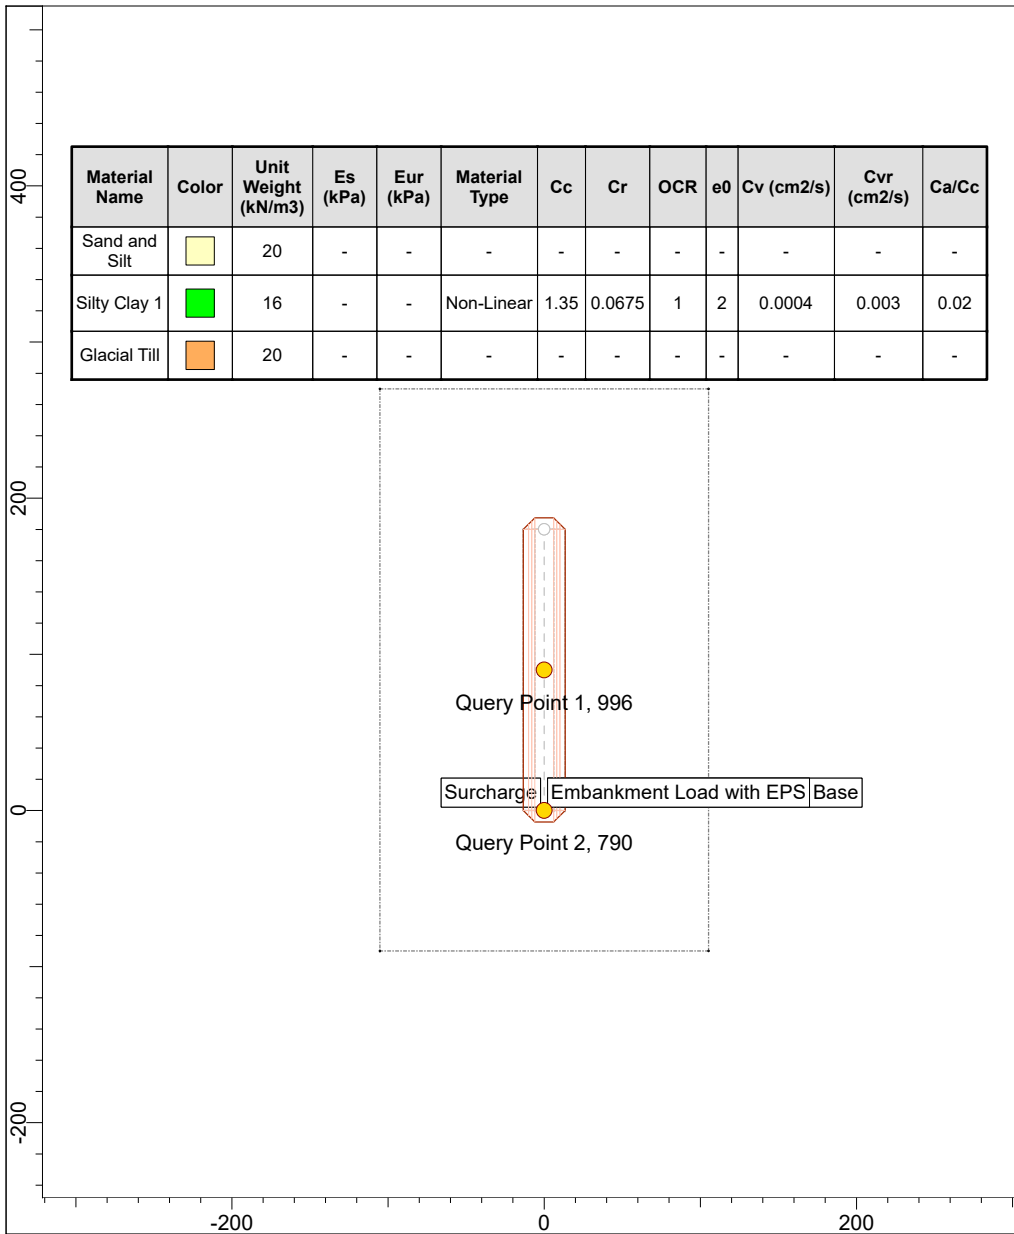 Material Name Color Unit Weight (kN/m3) Es (kPa) Eur (kPa) Material Type Cc Cr OCR e0 Cv (cm2/s) Cvr (cm2/s) Ca/Cc
Sand and Silt 20 - - - - - - - - - -
Silty Clay 1 16 - - Non-Linear 1.35 0.0675 1 2 0.0004 0.003 0.02
Glacial Till 20 - - - - - - - - - -
400
200
0
-200
Query Point 1, 996
Surcharge Embankment Load with EPS Base
Query Point 2, 790
-200 0 200